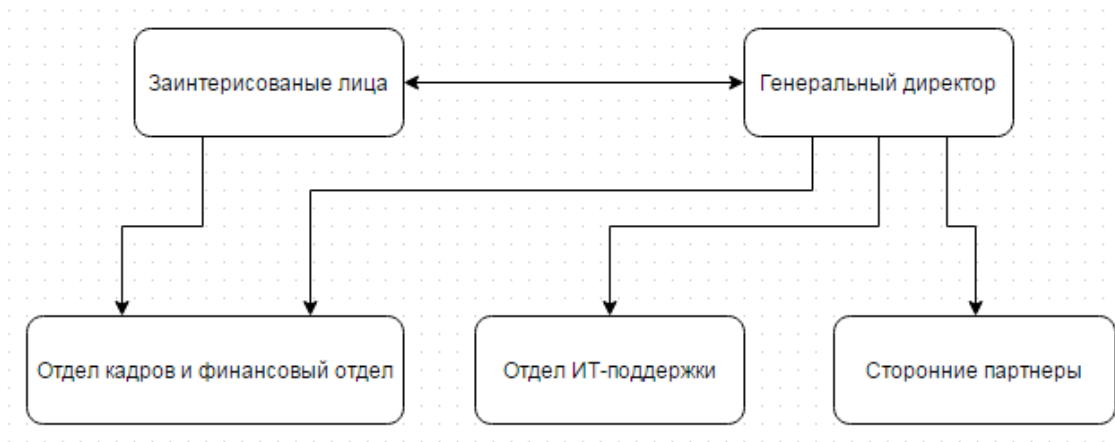 Заинтерисованые лица
Генеральный директор
Отдел кадров и финансовый отдел
Отдел ИТ-поддержки
Сторонние партнеры